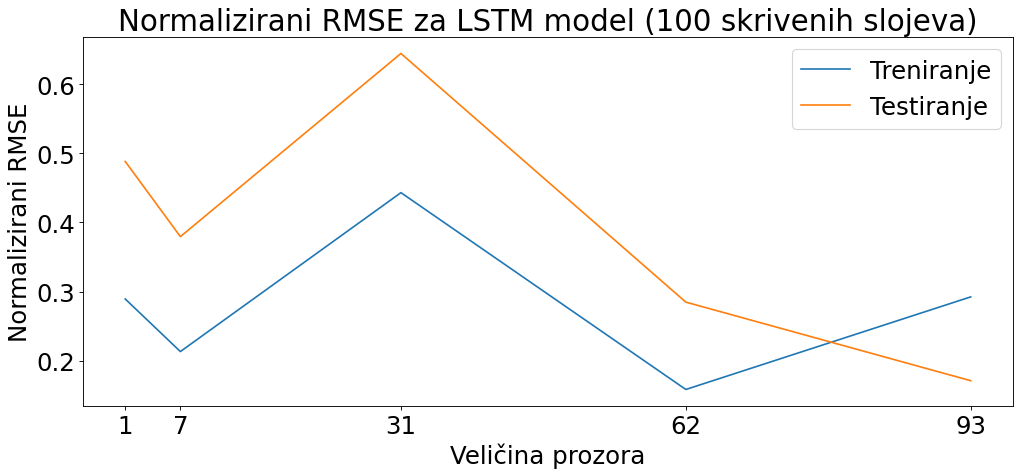 Normalizirani RMSE za LSTM model (100 skrivenih slojeva)
Treniranje
Testiranje
Normalizirani RMSE
0.6
0.5
0.4
0.3
0.2
1 7 31 62 93
Veličina prozora